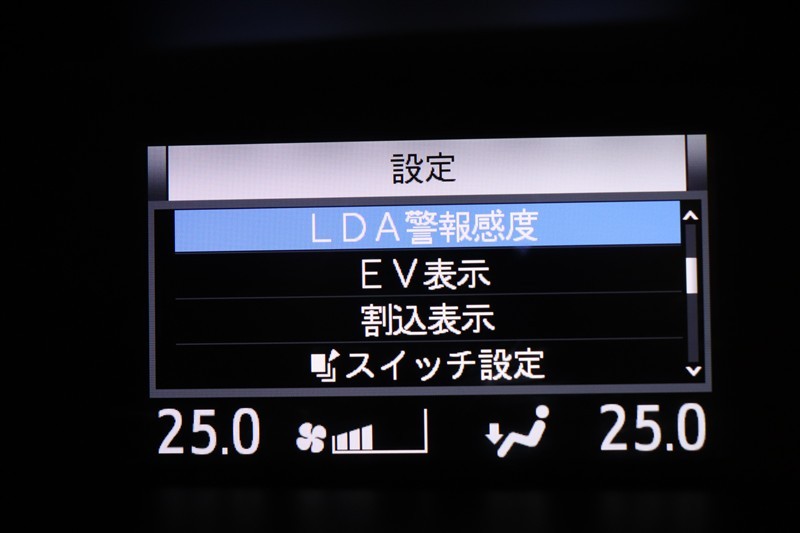 設定
LDA警報感度
EV表示
割込表示
スイッチ設定
25.0 25.0